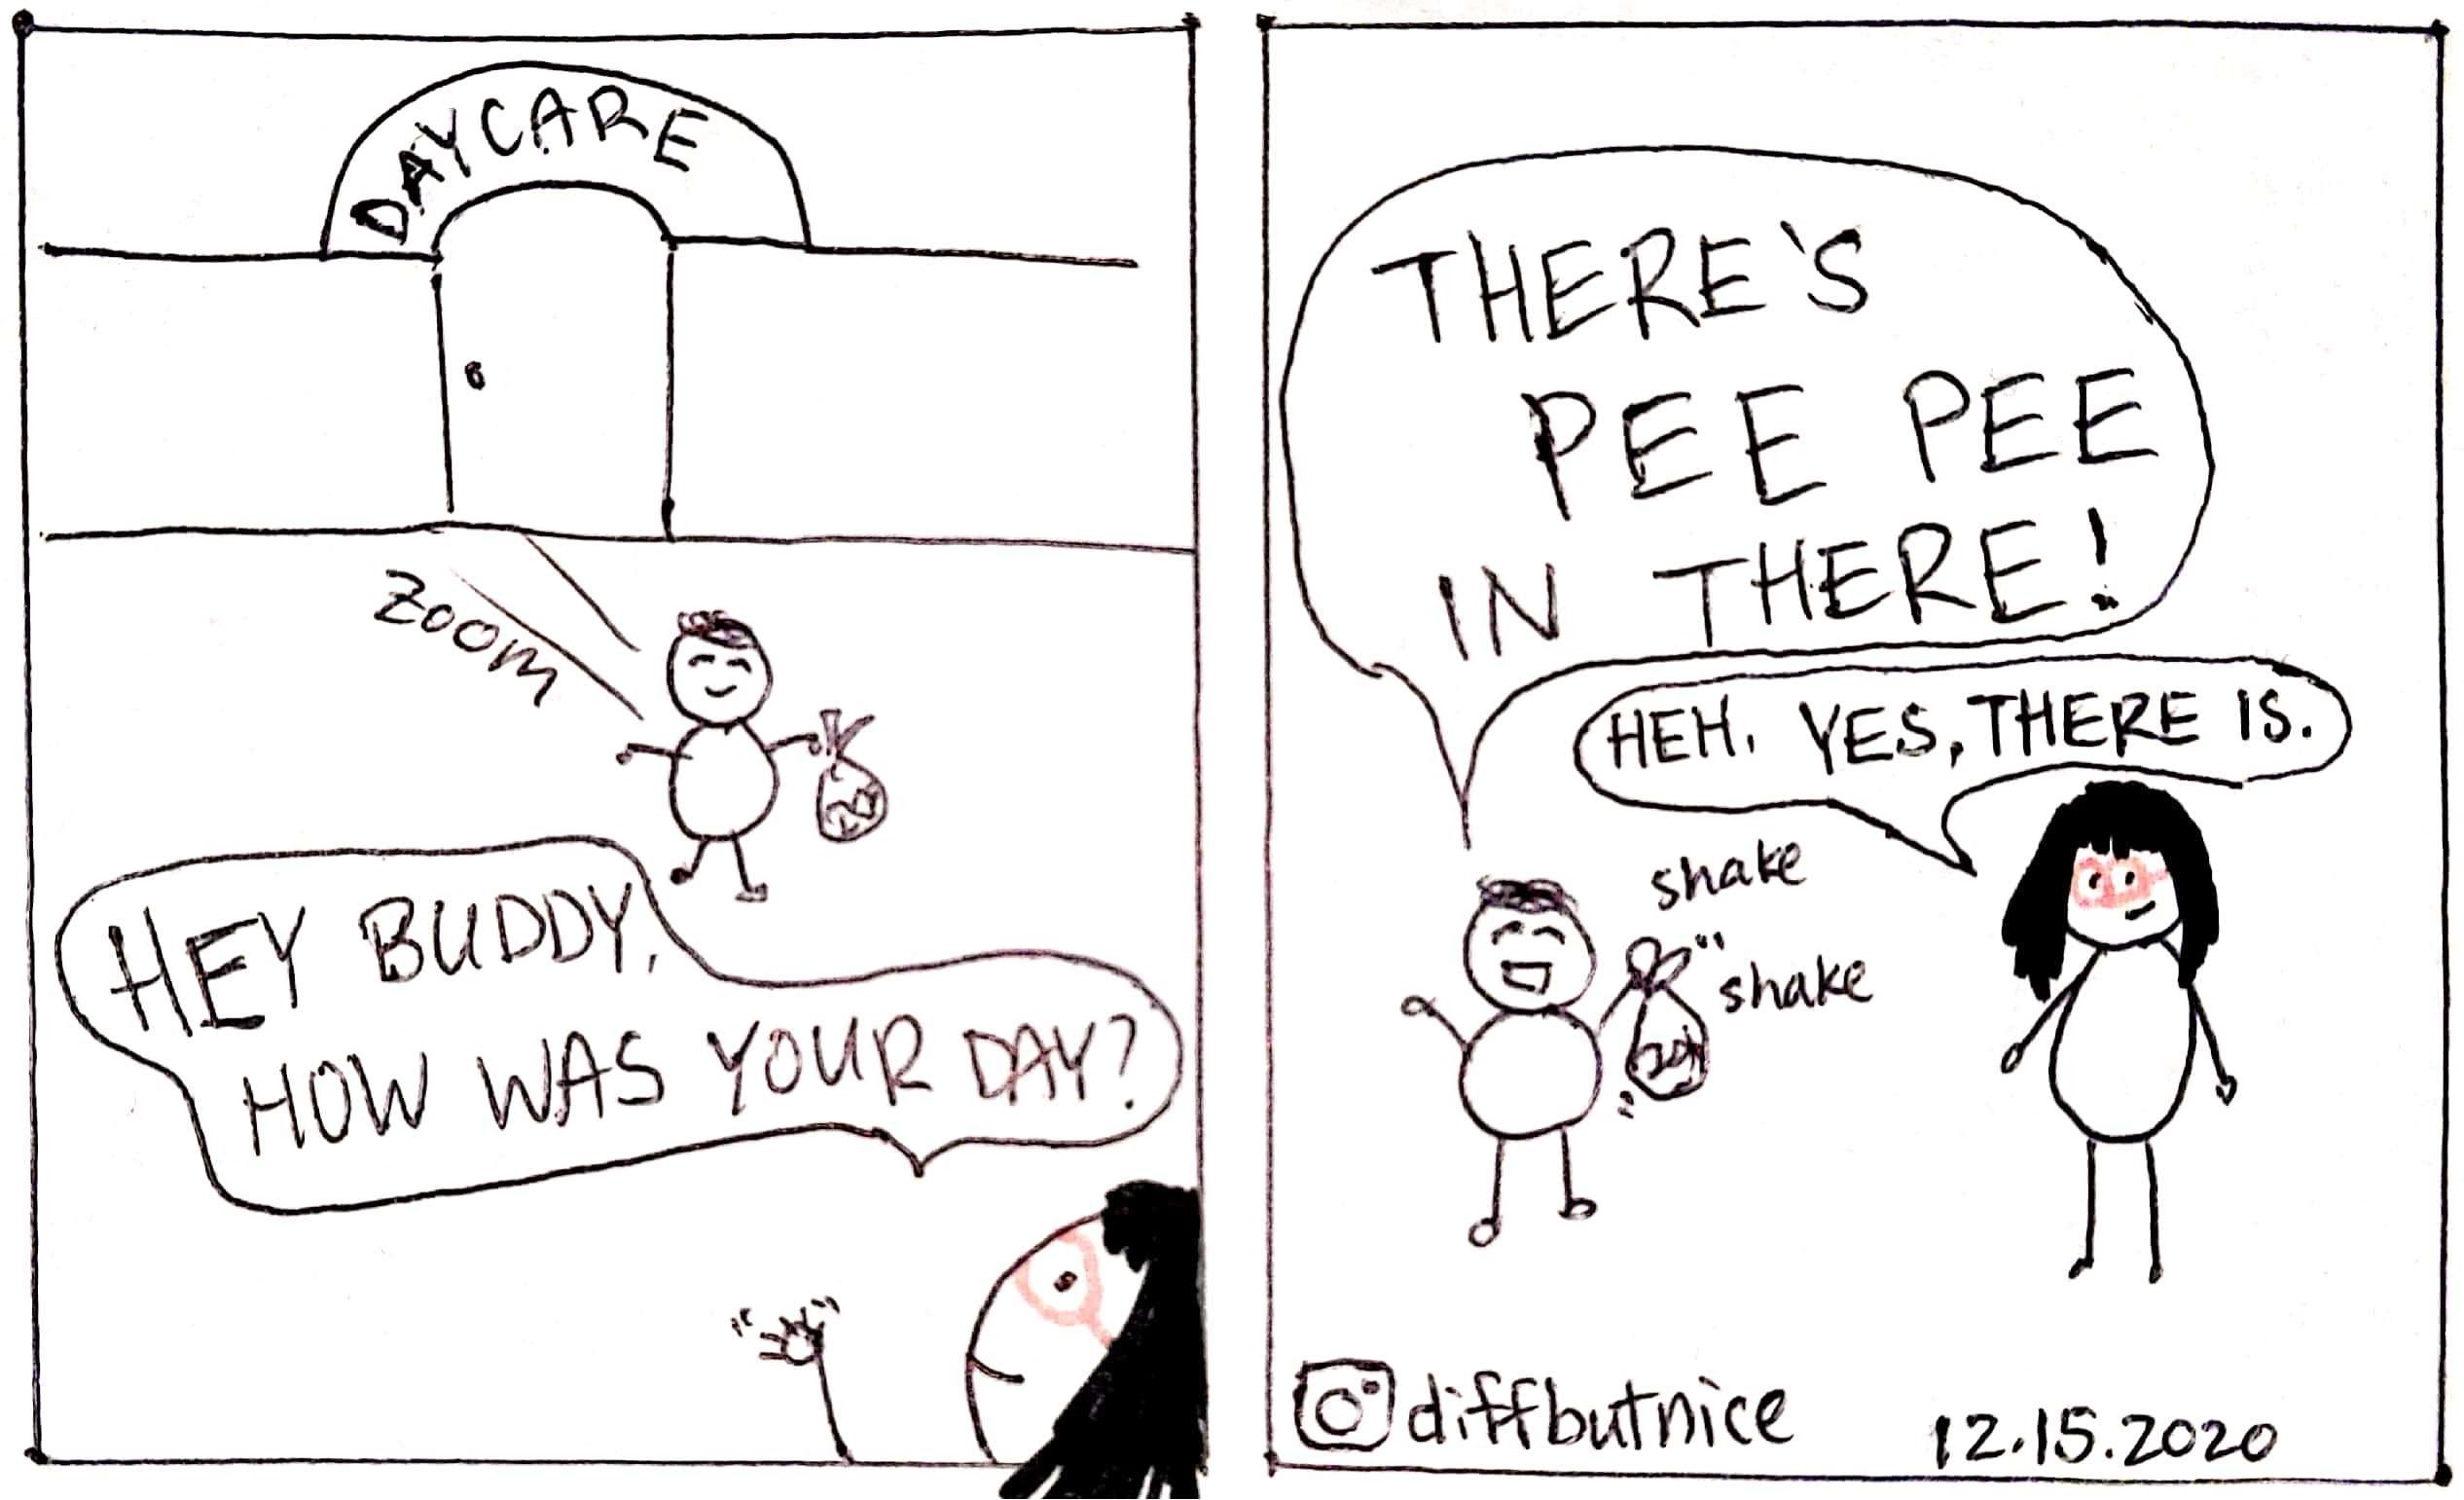 DAYCARE
ZOOM
HEY BUDDY,
HOW WAS YOUR DAY?
THERE'S
PEE PEE
IN THERE!
HEH. YES, THERE IS.
shake
shake
diffbutnice
12.15.2020